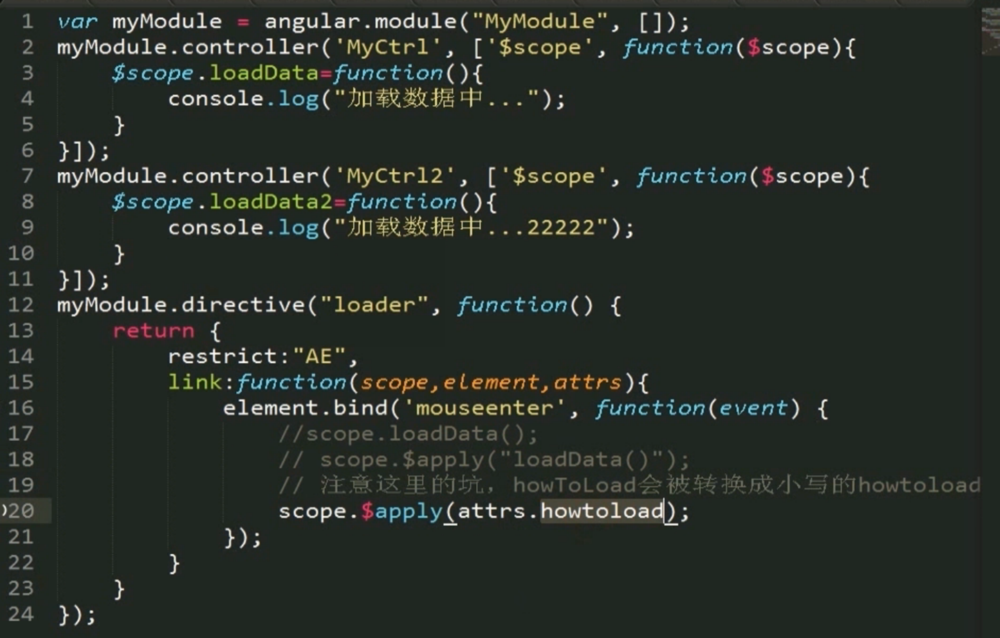 1 var myModule = angular.module("MyModule", []);
2 myModule.controller('MyCtrl', ['$scope', function($scope){
3 $scope.loadData=function(){
4 console.log("加载数据中...");
5 }
6 }]);
7 myModule.controller('MyCtrl2', ['$scope', function($scope){
8 $scope.loadData2=function(){
9 console.log("加载数据中...22222");
10 }
11 }]);
12 myModule.directive("loader", function() {
13 return {
14 restrict:"AE",
15 link:function(scope,element,attrs){
16 element.bind('mouseenter', function(event) {
17 //scope.loadData();
18 // scope.$apply("loadData()");
19 // 注意这里的坑，howToLoad会被转换成小写的howtoload
20 scope.$apply(attrs.howtoload);
21 });
22 }
23 }
24 });